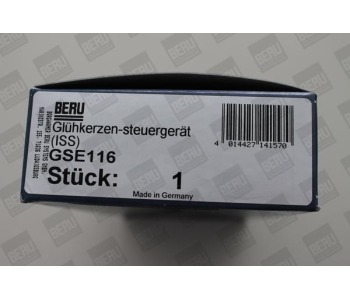 BERU
Glühkerzen-steuergerät
(ISS)
GSE116
Stück: 1
Made in Germany
4 014427 141570